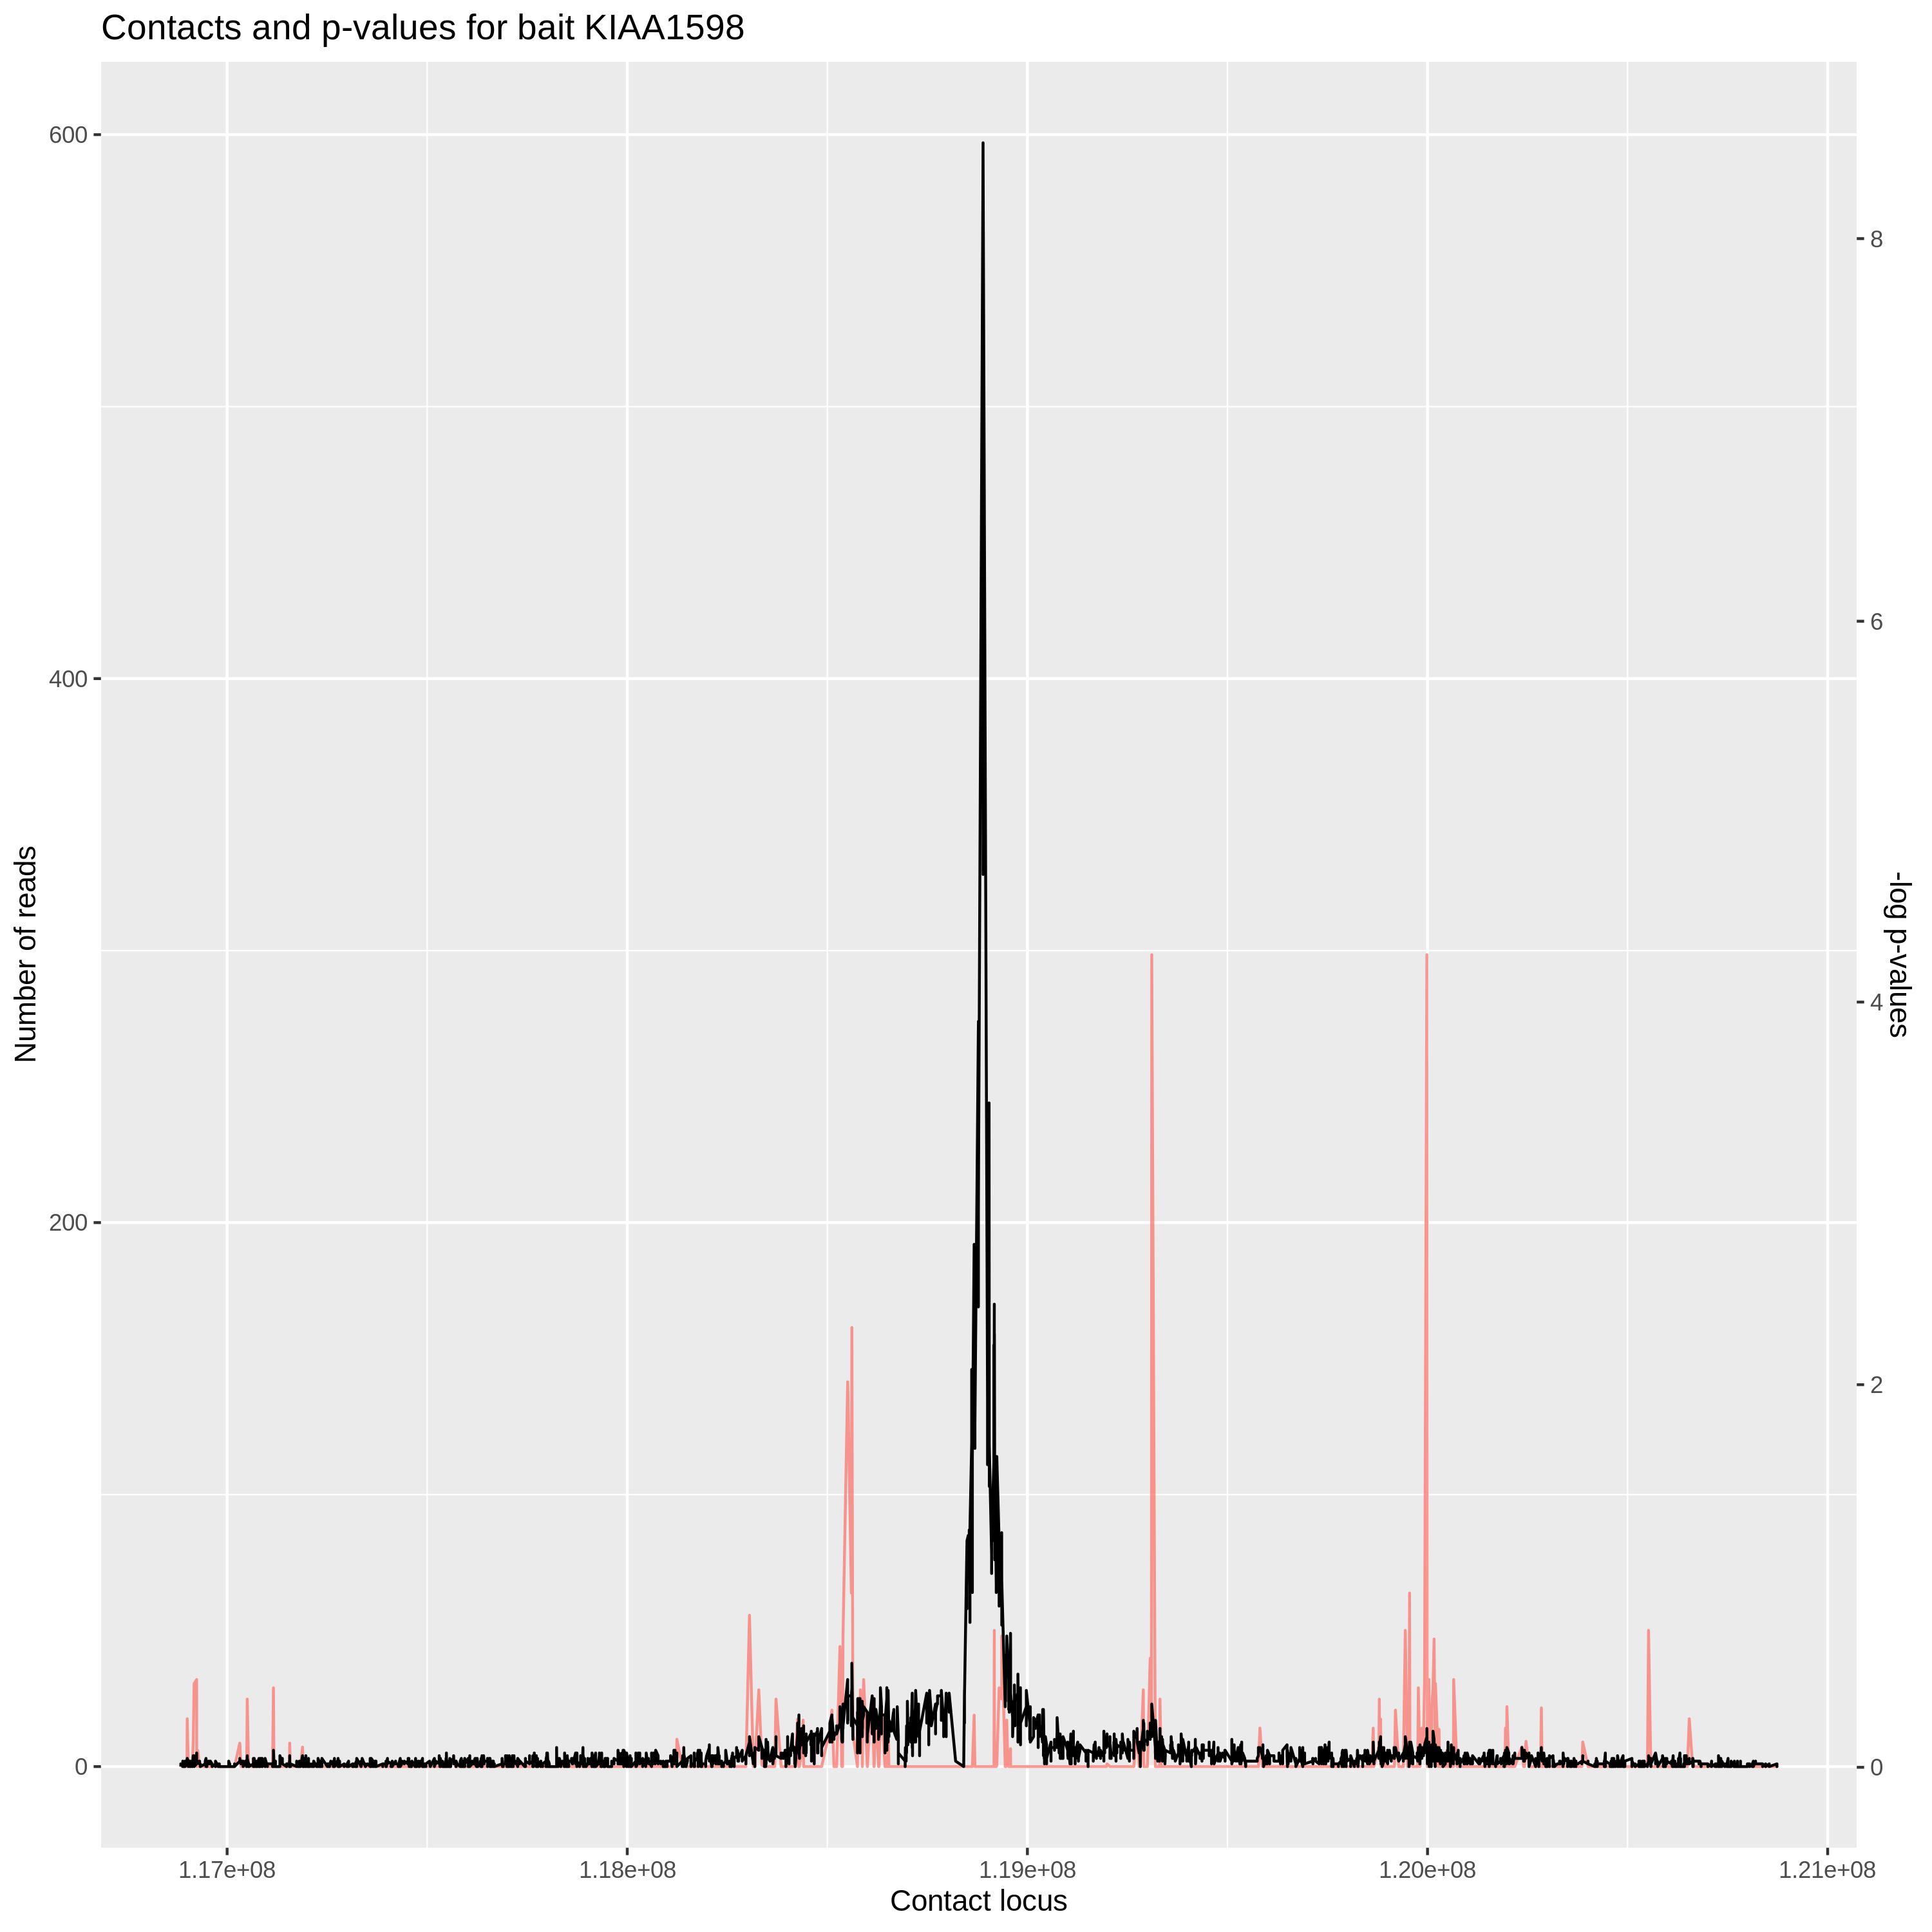 Contacts and p-values for bait KIAA1598
600
400
200
0
Number of reads
8
6
4
2
0
-log p-values
1.17e+08
1.18e+08
1.19e+08
1.20e+08
1.21e+08
Contact locus